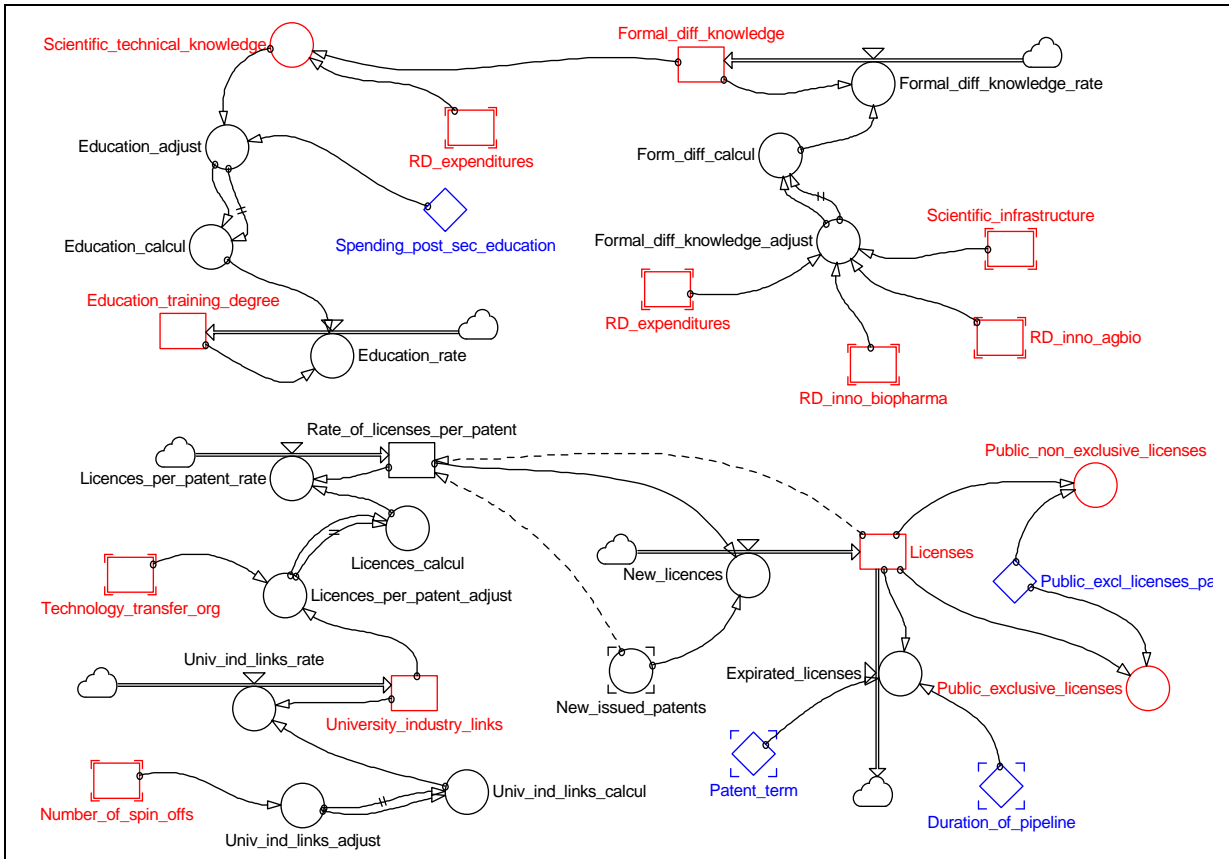 Scientific_technical_knowledge
Formal_diff_knowledge
Formal_diff_knowledge_rate
Education_adjust
RD_expenditures
Form_diff_calcul
Scientific_infrastructure
Education_calcul
Spending_post_sec_education
Formal_diff_knowledge_adjust
Education_training_degree
RD_expenditures
Education_rate
RD_inno_agbio
RD_inno_biopharma
Rate_of_licenses_per_patent
Public_non_exclusive_licenses
Licences_per_patent_rate
Licences_calcul
New_licences
Licenses
Public_excl_licenses_pa
Technology_transfer_org
Licences_per_patent_adjust
Univ_ind_links_rate
Expirated_licenses
Public_exclusive_licenses
New_issued_patents
University_industry_links
Patent_term
Univ_ind_links_calcul
Number_of_spin_offs
Duration_of_pipeline
Univ_ind_links_adjust